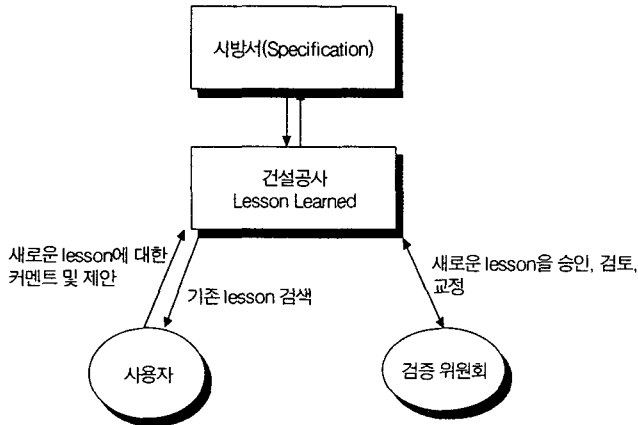 시방서(Specification)
건설공사
Lesson Learned
새로운 lesson에 대한
커멘트 및 제안
기존 lesson 검색
새로운 lesson을 승인, 검토,
교정
사용자
검증 위원회